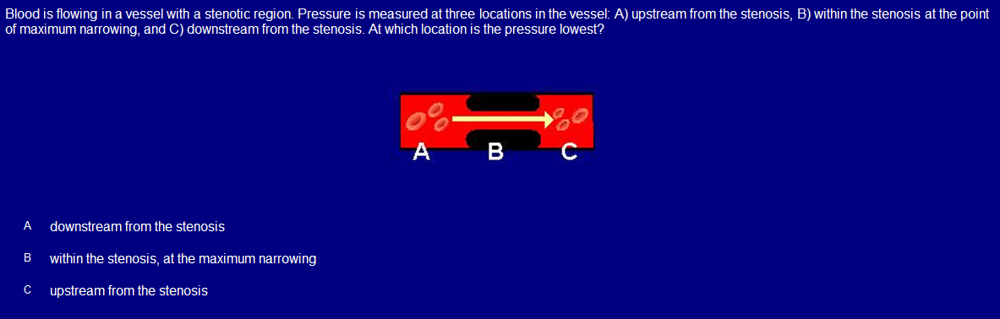 Blood is flowing in a vessel with a stenotic region. Pressure is measured at three locations in the vessel: A) upstream from the stenosis, B) within the stenosis at the point
of maximum narrowing, and C) downstream from the stenosis. At which location is the pressure lowest?
A B C
A downstream from the stenosis
B within the stenosis, at the maximum narrowing
C upstream from the stenosis